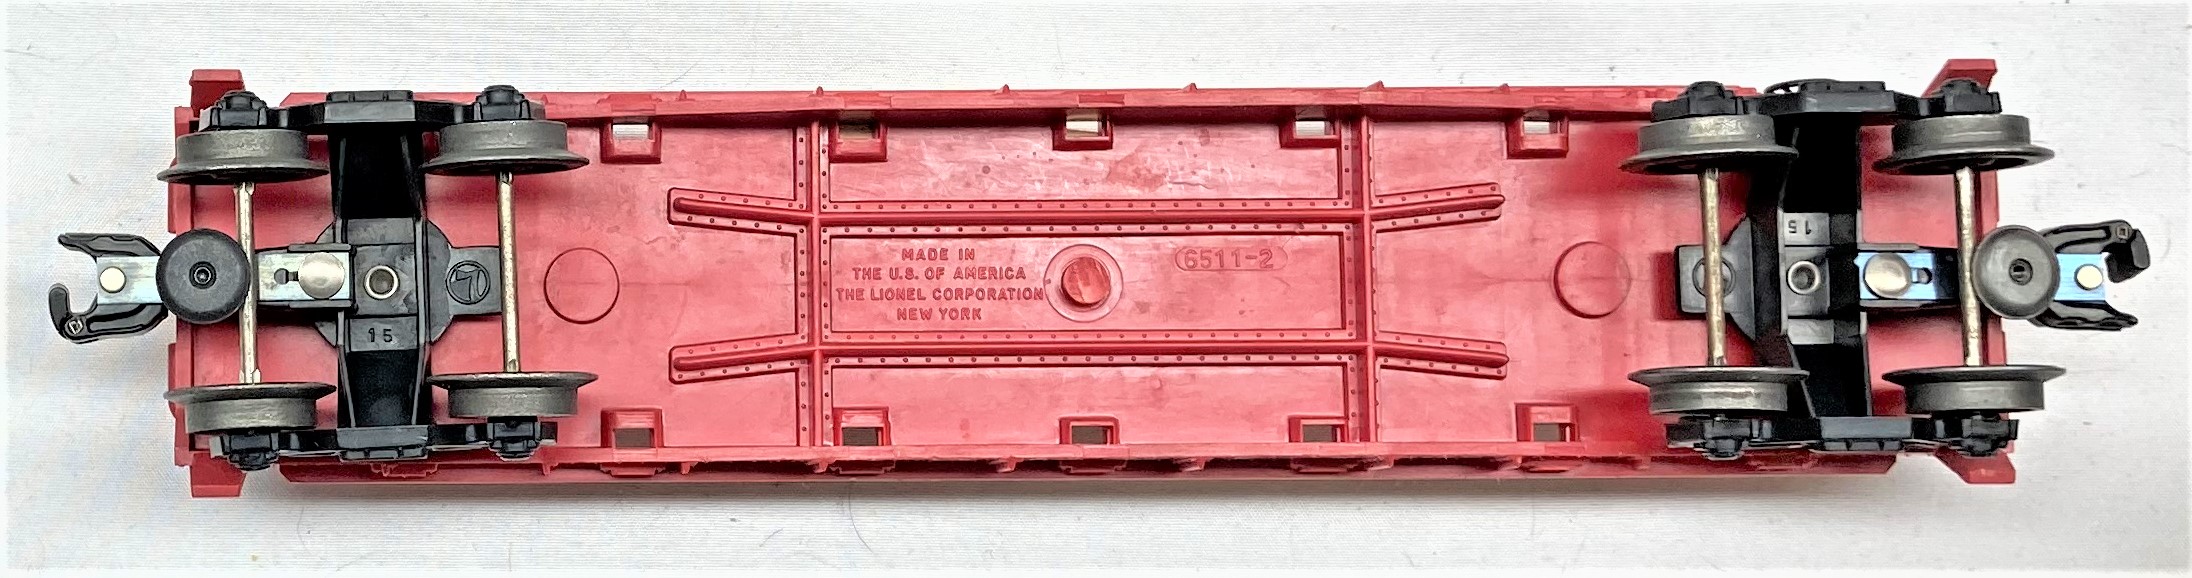 MADE IN
THE U.S. OF AMERICA
THE LIONEL CORPORATION
NEW YORK
6511-2
15
15